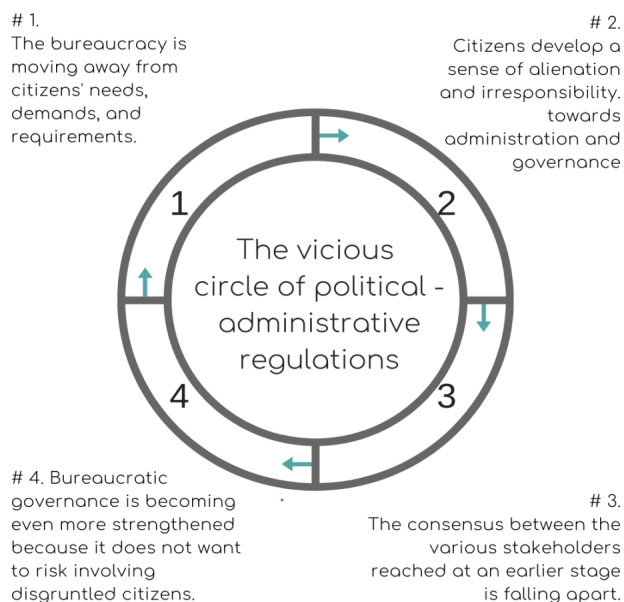 # 1.
The bureaucracy is
moving away from
citizens' needs,
demands, and
requirements.
# 2.
Citizens develop a
sense of alienation
and irresponsibility.
towards
administration and
governance
1
2
The vicious
circle of political -
administrative
regulations
4
3
# 4. Bureaucratic
governance is becoming
even more strengthened
because it does not want
to risk involving
disgruntled citizens.
# 3.
The consensus between the
various stakeholders
reached at an earlier stage
is falling apart.